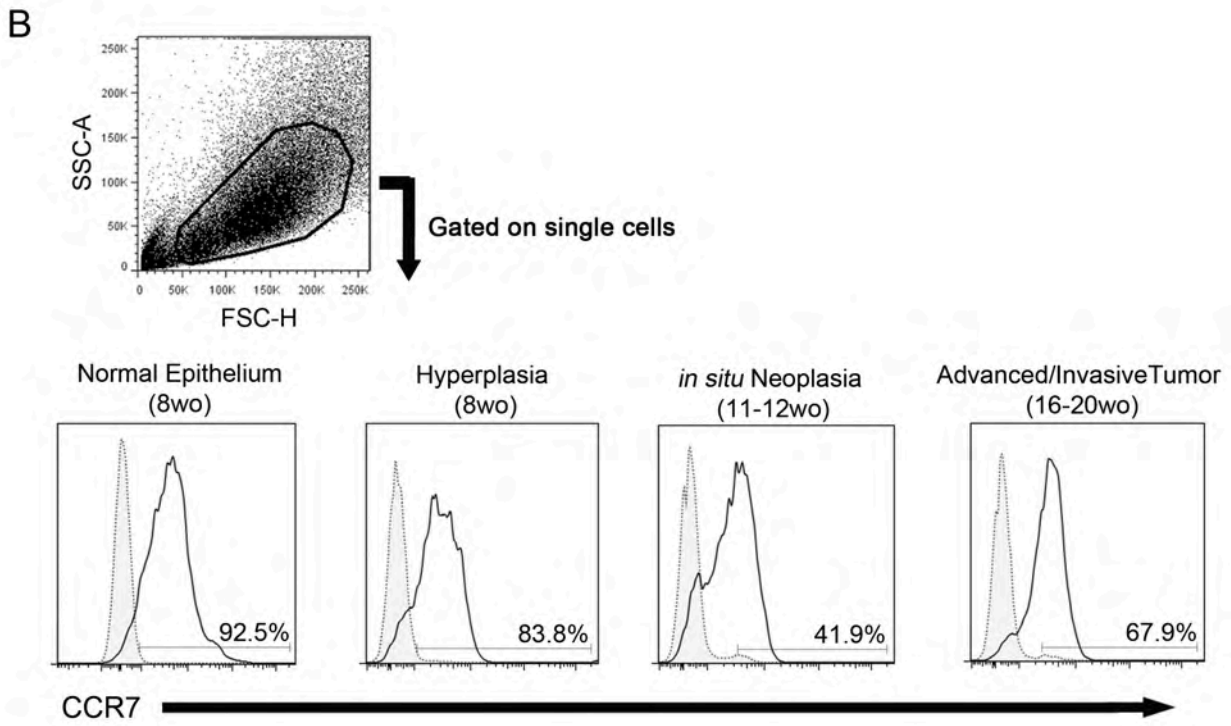 B
250K
200K
150K
100K
50K
0
SSC-A
0 50K 100K 150K 200K 250K
FSC-H
Gated on single cells
Normal Epithelium
(8wo)
Hyperplasia
(8wo)
in situ Neoplasia
(11-12wo)
Advanced/InvasiveTumor
(16-20wo)
92.5%
83.8%
41.9%
67.9%
CCR7